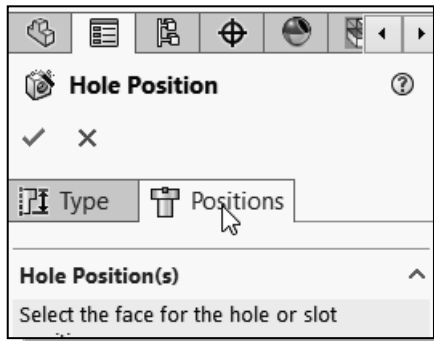 Hole Position
Type Positions
Hole Position(s)
Select the face for the hole or slot